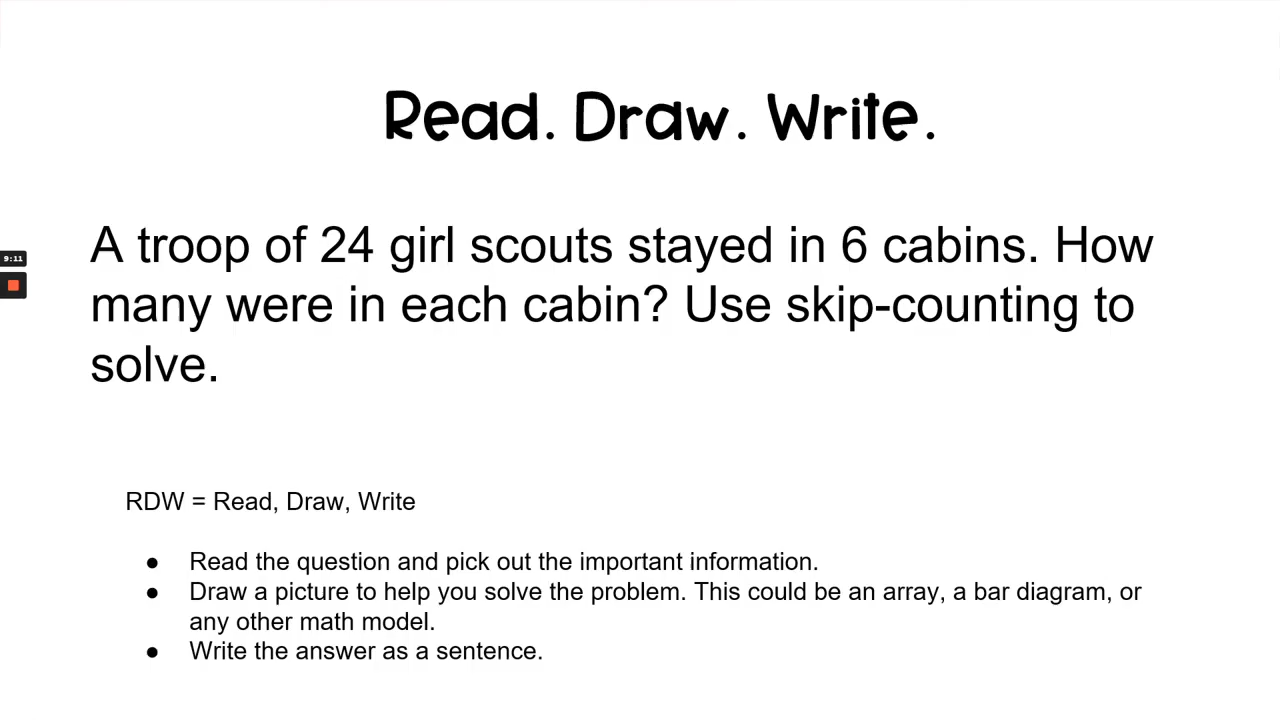 Read. Draw. Write.
A troop of 24 girl scouts stayed in 6 cabins. How
many were in each cabin? Use skip-counting to
solve.
9:11
RDW = Read, Draw, Write
● Read the question and pick out the important information.
● Draw a picture to help you solve the problem. This could be an array, a bar diagram, or
any other math model.
● Write the answer as a sentence.